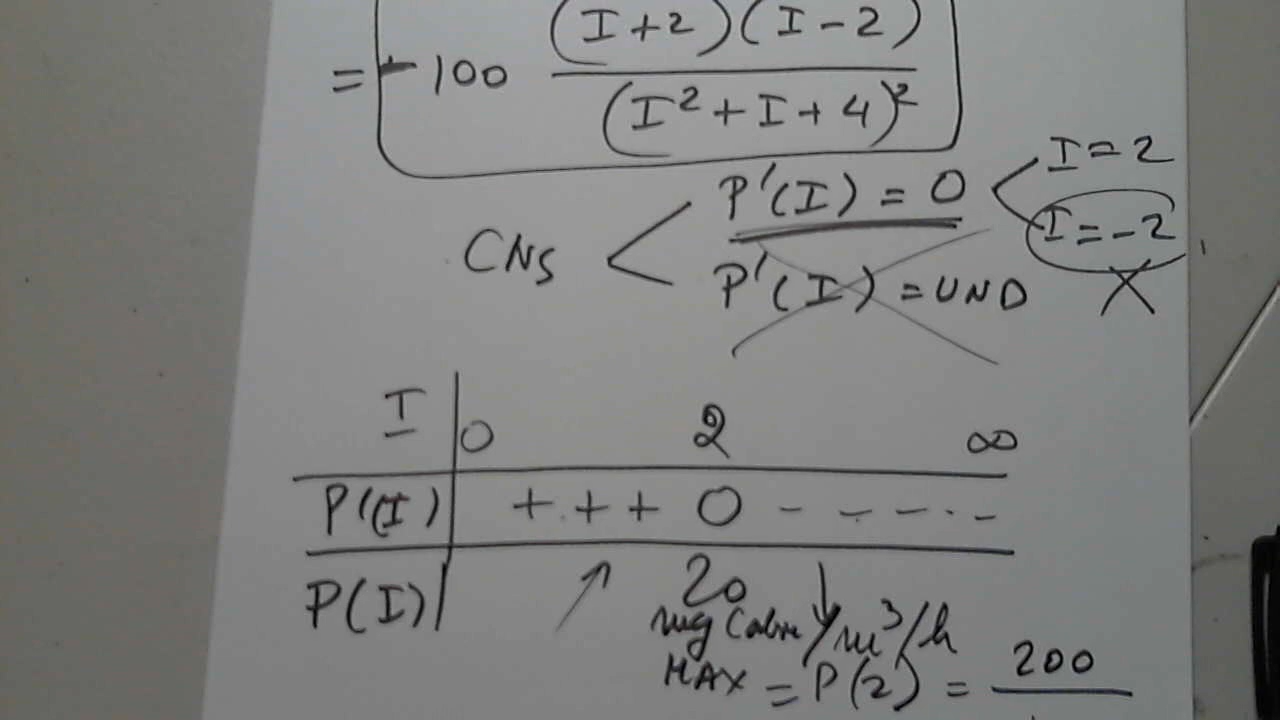 (I+2)(I-2)
= -100
(I²+I+4)²
P'(I) = 0 < I=2
I=-2
CNs <
P'(I) = UND X
I | 0 2 ∞
P'(I) | + + + 0 - - - - -
P(I) | ↗ 20 ↓
mg Carbon/m³/h
MAX = P(2) = 200